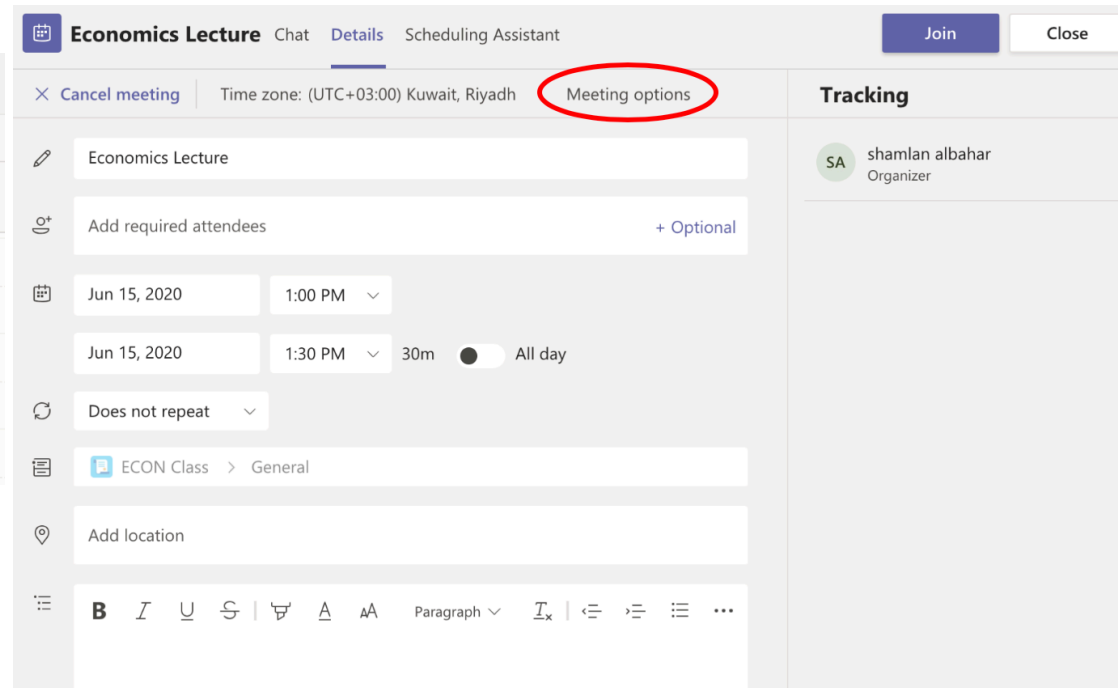 Economics Lecture Chat Details Scheduling Assistant Join Close
Cancel meeting Time zone: (UTC+03:00) Kuwait, Riyadh Meeting options Tracking
Economics Lecture
SA shamlan albahar
Organizer
Add required attendees + Optional
Jun 15, 2020 1:00 PM
Jun 15, 2020 1:30 PM 30m All day
Does not repeat
ECON Class > General
Add location
B I U S A AA Paragraph Tx